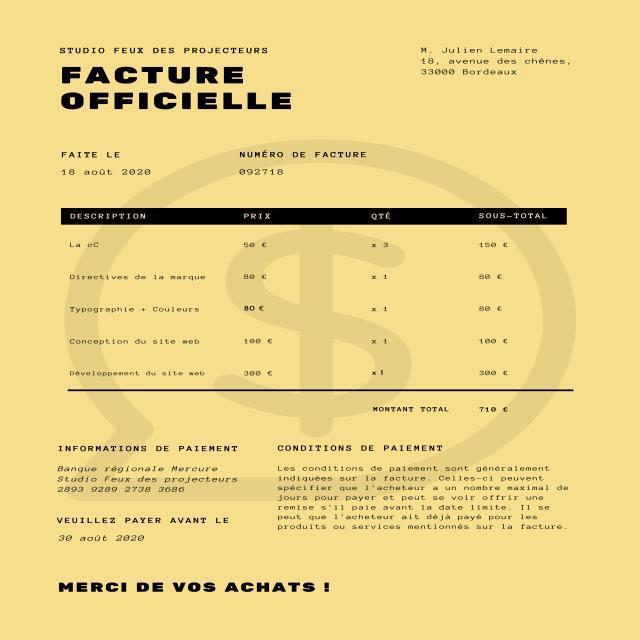 STUDIO FEUX DES PROJECTEURS
FACTURE
OFFICIELLE
M. Julien Lemaire
18, avenue des chênes,
33000 Bordeaux
FAITE LE
18 août 2020
NUMÉRO DE FACTURE
092718
DESCRIPTION PRIX QTÉ SOUS-TOTAL
La cC 50 € x 3 150 €
Directives de la marque 80 € x 1 80 €
Typographie + Couleurs 80 € x 1 80 €
Conception du site web 100 € x 1 100 €
Développement du site web 300 € x 1 300 €
MONTANT TOTAL 710 €
INFORMATIONS DE PAIEMENT
Banque régionale Mercure
Studio Feux des projecteurs
2893 9289 2738 3686
VEUILLEZ PAYER AVANT LE
30 août 2020
CONDITIONS DE PAIEMENT
Les conditions de paiement sont généralement
indiquées sur la facture. Celles-ci peuvent
spécifier que l'acheteur a un nombre maximal de
jours pour payer et peut se voir offrir une
remise s'il paie avant la date limite. Il se
peut que l'acheteur ait déjà payé pour les
produits ou services mentionnés sur la facture.
MERCI DE VOS ACHATS !